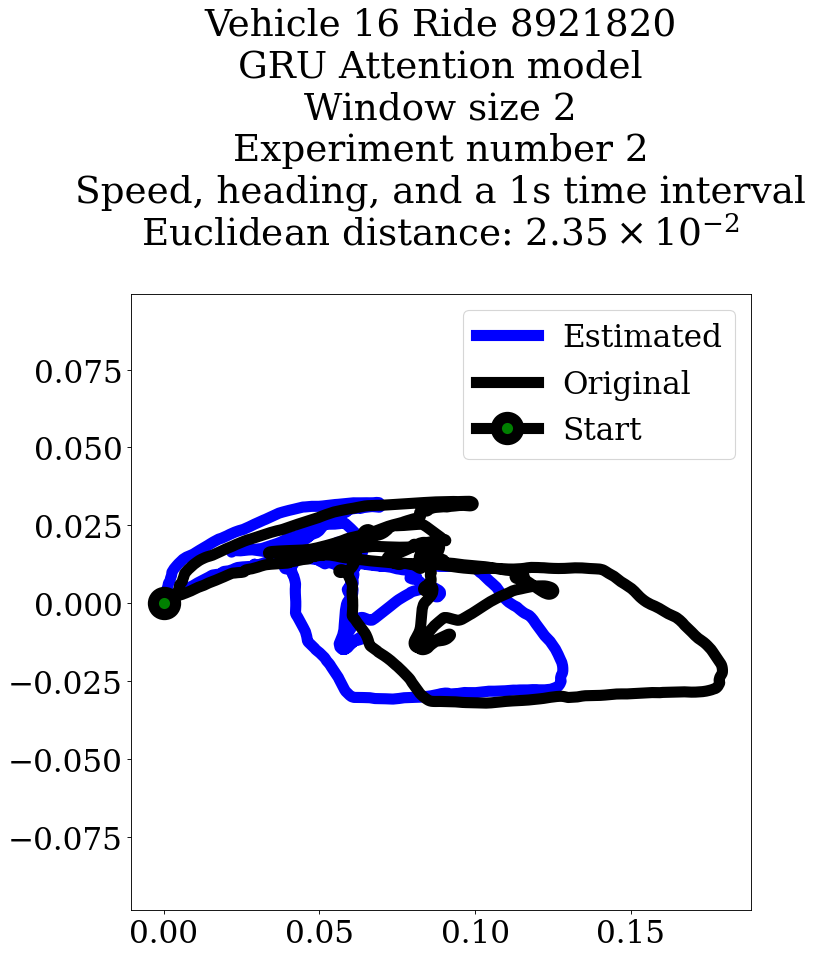 Vehicle 16 Ride 8921820
GRU Attention model
Window size 2
Experiment number 2
Speed, heading, and a 1s time interval
Euclidean distance: 2.35 × 10⁻²
Estimated
Original
Start
0.075
0.050
0.025
0.000
−0.025
−0.050
−0.075
0.00 0.05 0.10 0.15